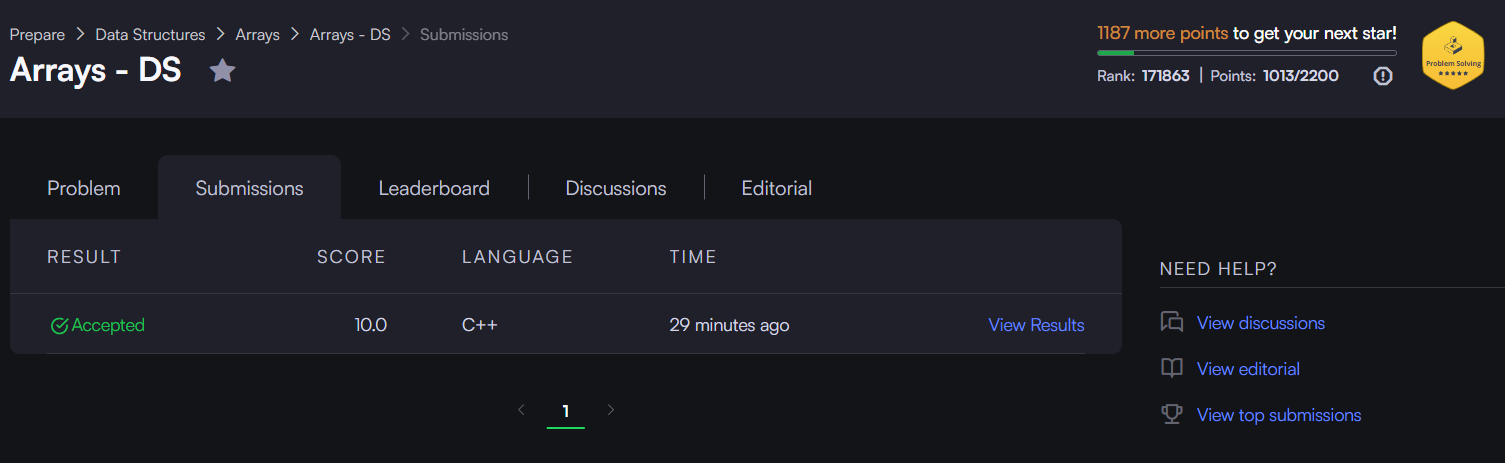 Prepare > Data Structures > Arrays > Arrays - DS > Submissions
Arrays - DS
1187 more points to get your next star!
Rank: 171863 | Points: 1013/2200
Problem Solving
Problem
Submissions
Leaderboard
Discussions
Editorial
RESULT SCORE LANGUAGE TIME
Accepted 10.0 C++ 29 minutes ago View Results
1
NEED HELP?
View discussions
View editorial
View top submissions